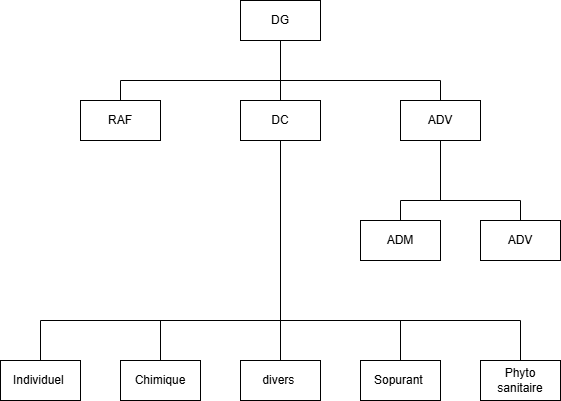 DG
RAF
DC
ADV
ADM
ADV
Individuel
Chimique
divers
Sopurant
Phyto
sanitaire